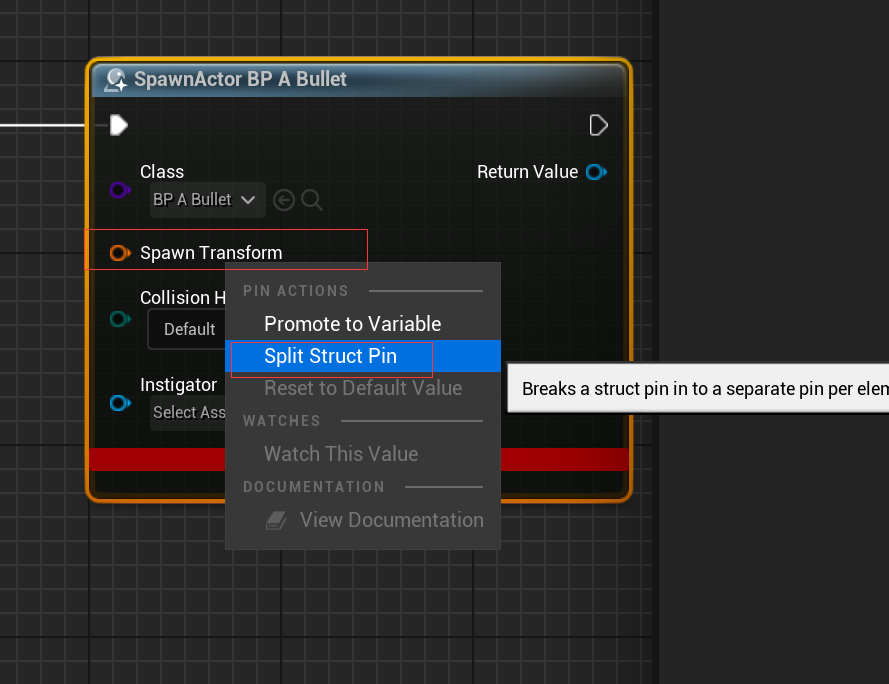 SpawnActor BP A Bullet
Class
Return Value
BP A Bullet
Spawn Transform
Collision H
Default
Instigator
Select Ass
PIN ACTIONS
Promote to Variable
Split Struct Pin
Reset to Default Value
WATCHES
Watch This Value
DOCUMENTATION
View Documentation
Breaks a struct pin in to a separate pin per elem